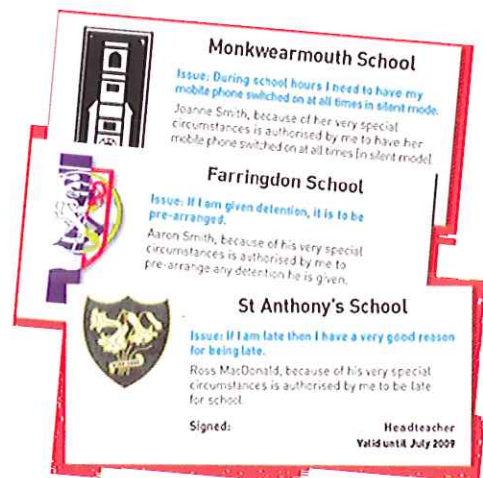 Monkwearmouth School
Issue: During school hours I need to have my
mobile phone switched on at all times in silent mode.
Joanne Smith, because of her very special
circumstances is authorised by me to have her
mobile phone switched on at all times [in silent mode]
Farringdon School
Issue: If I am given detention, it is to be
pre-arranged.
Aaron Smith, because of his very special
circumstances is authorised by me to
pre-arrange any detention he is given.
St Anthony's School
Issue: If I am late then I have a very good reason
for being late.
Ross MacDonald, because of his very special
circumstances is authorised by me to be late
for school.
Signed: Headteacher
Valid until July 2009